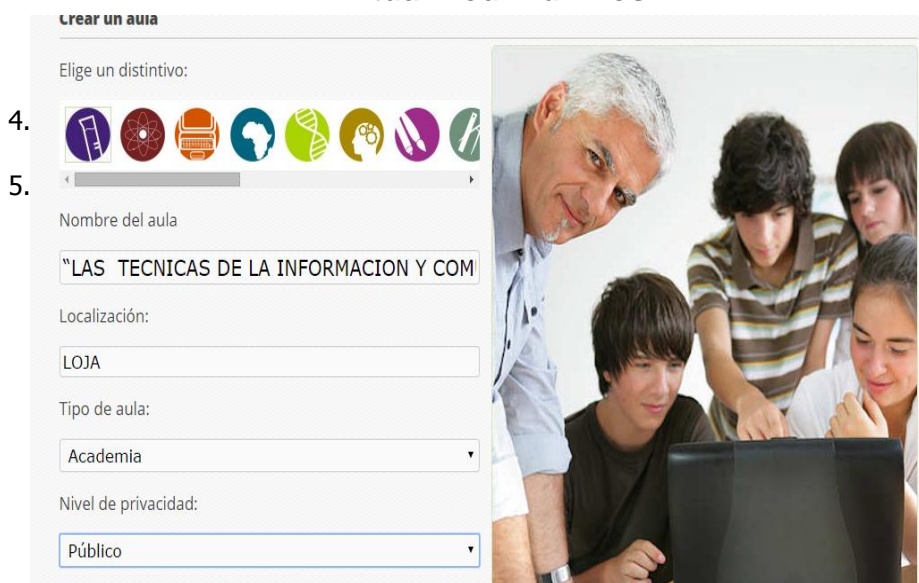 Crear un aula
Elige un distintivo:
4.
5.
Nombre del aula
“LAS TECNICAS DE LA INFORMACION Y COM
Localización:
LOJA
Tipo de aula:
Academia
Nivel de privacidad:
Público